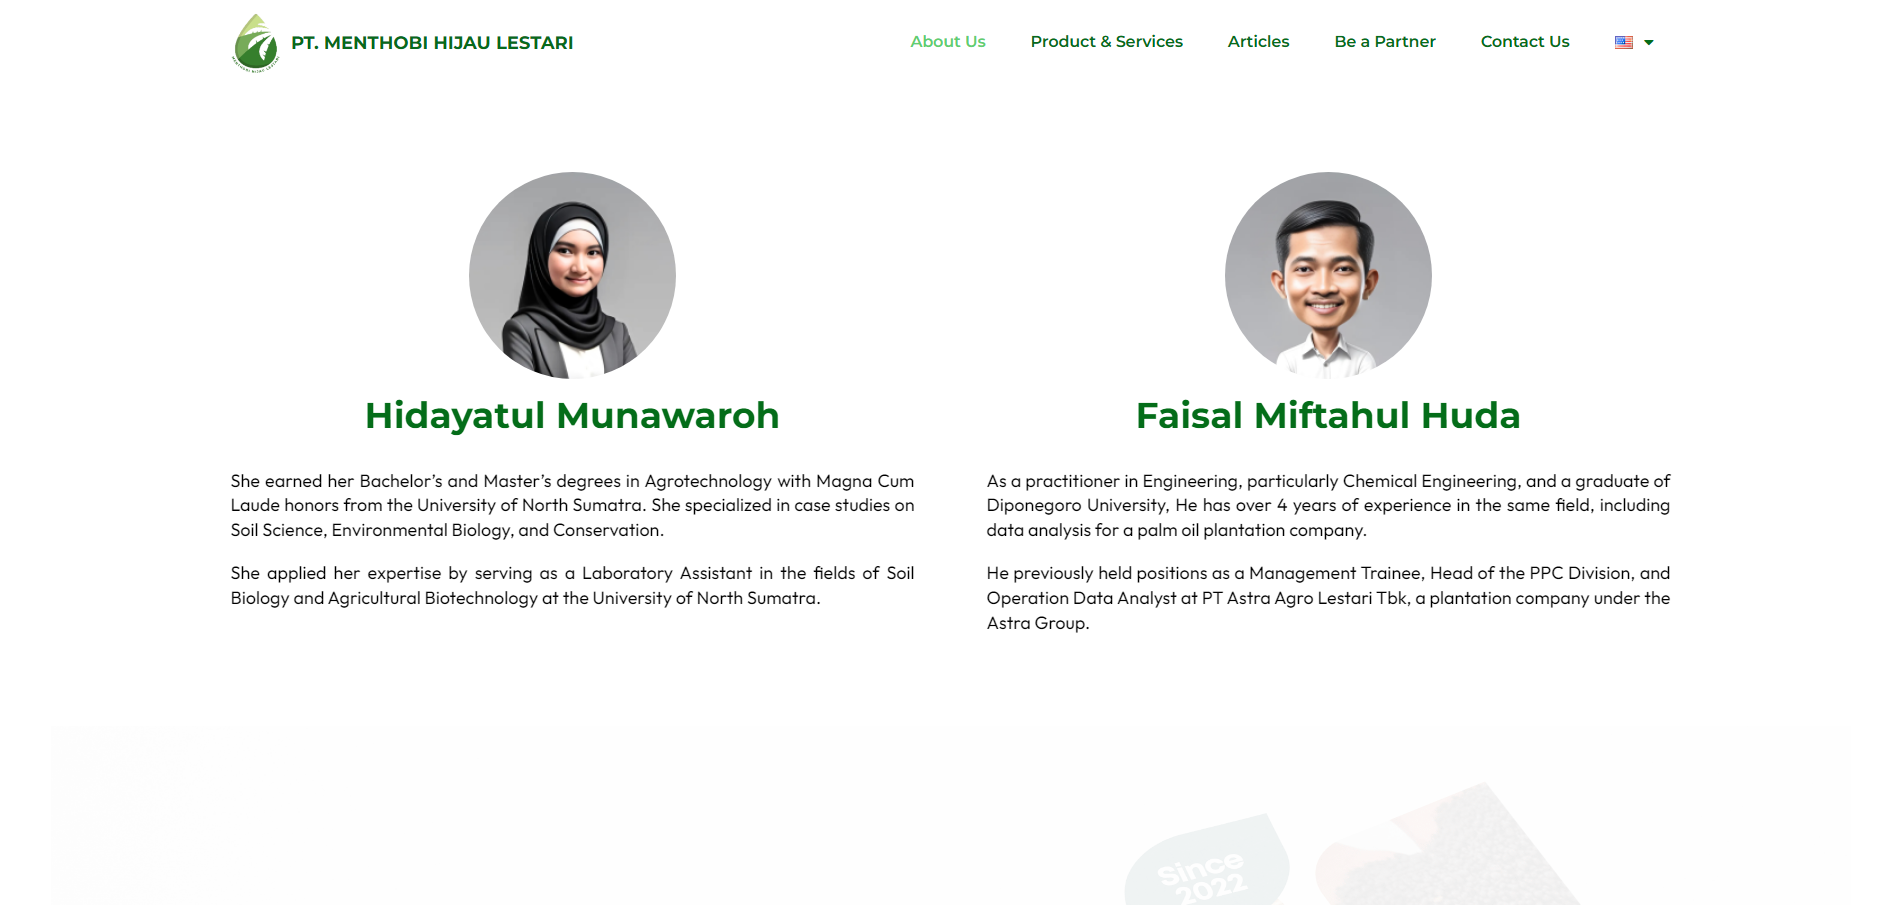 PT. MENTHOBI HIJAU LESTARI
About Us
Product & Services
Articles
Be a Partner
Contact Us
Hidayatul Munawaroh
She earned her Bachelor’s and Master’s degrees in Agrotechnology with Magna Cum
Laude honors from the University of North Sumatra. She specialized in case studies on
Soil Science, Environmental Biology, and Conservation.
She applied her expertise by serving as a Laboratory Assistant in the fields of Soil
Biology and Agricultural Biotechnology at the University of North Sumatra.
Faisal Miftahul Huda
As a practitioner in Engineering, particularly Chemical Engineering, and a graduate of
Diponegoro University, He has over 4 years of experience in the same field, including
data analysis for a palm oil plantation company.
He previously held positions as a Management Trainee, Head of the PPC Division, and
Operation Data Analyst at PT Astra Agro Lestari Tbk, a plantation company under the
Astra Group.
Since
2022